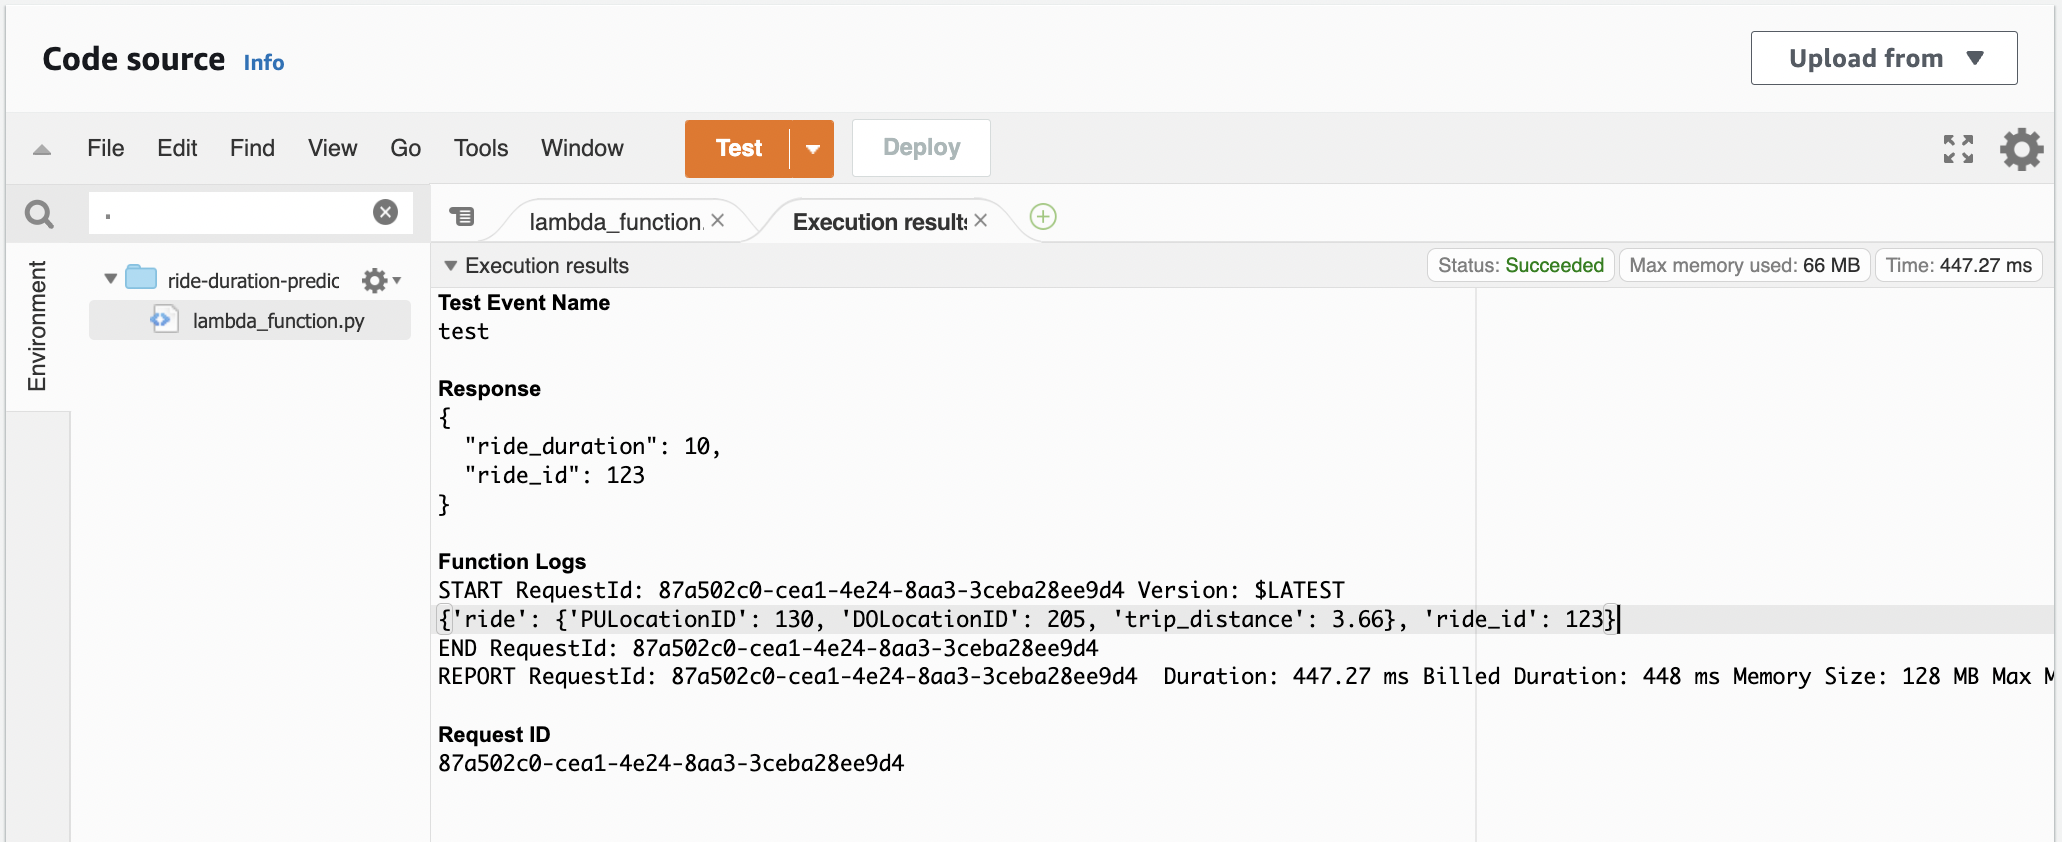 Code source Info
Upload from
File Edit Find View Go Tools Window Test Deploy
.
lambda_function. Execution results
Environment
ride-duration-predic
lambda_function.py
Execution results
Status: Succeeded Max memory used: 66 MB Time: 447.27 ms
Test Event Name
test
Response
{
"ride_duration": 10,
"ride_id": 123
}
Function Logs
START RequestId: 87a502c0-cea1-4e24-8aa3-3ceba28ee9d4 Version: $LATEST
{'ride': {'PULocationID': 130, 'DOLocationID': 205, 'trip_distance': 3.66}, 'ride_id': 123}
END RequestId: 87a502c0-cea1-4e24-8aa3-3ceba28ee9d4
REPORT RequestId: 87a502c0-cea1-4e24-8aa3-3ceba28ee9d4 Duration: 447.27 ms Billed Duration: 448 ms Memory Size: 128 MB Max M
Request ID
87a502c0-cea1-4e24-8aa3-3ceba28ee9d4